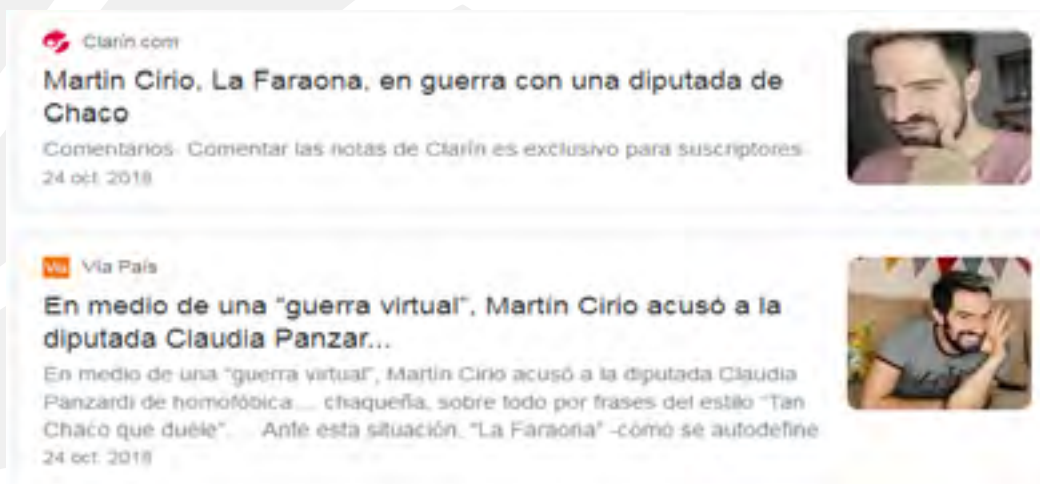 Clarín.com
Martin Cirio, La Faraona, en guerra con una diputada de
Chaco
Comentarios. Comentar las notas de Clarín es exclusivo para suscriptores.
24 oct. 2018
Vía País
En medio de una "guerra virtual", Martín Cirio acusó a la
diputada Claudia Panzar...
En medio de una "guerra virtual", Martín Cirio acusó a la diputada Claudia
Panzardi de homofóbica ... chaqueña, sobre todo por frases del estilo "Tan
Chaco que duele". ... Ante esta situación, "La Faraona" -como se autodefine
24 oct. 2018